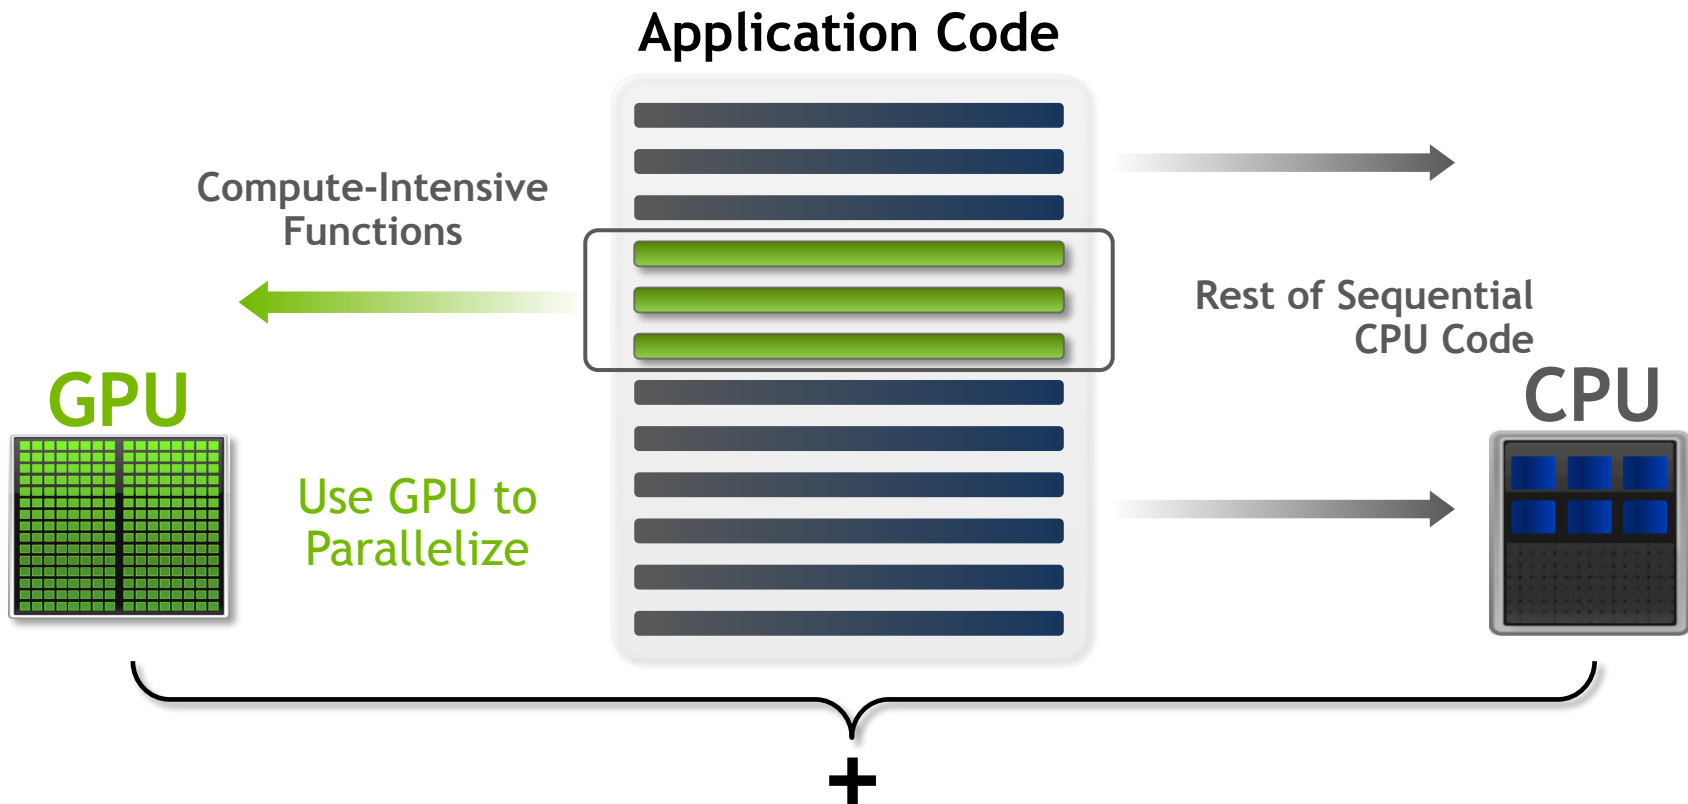 Application Code
Compute-Intensive
Functions
Rest of Sequential
CPU Code
GPU
CPU
Use GPU to
Parallelize
+